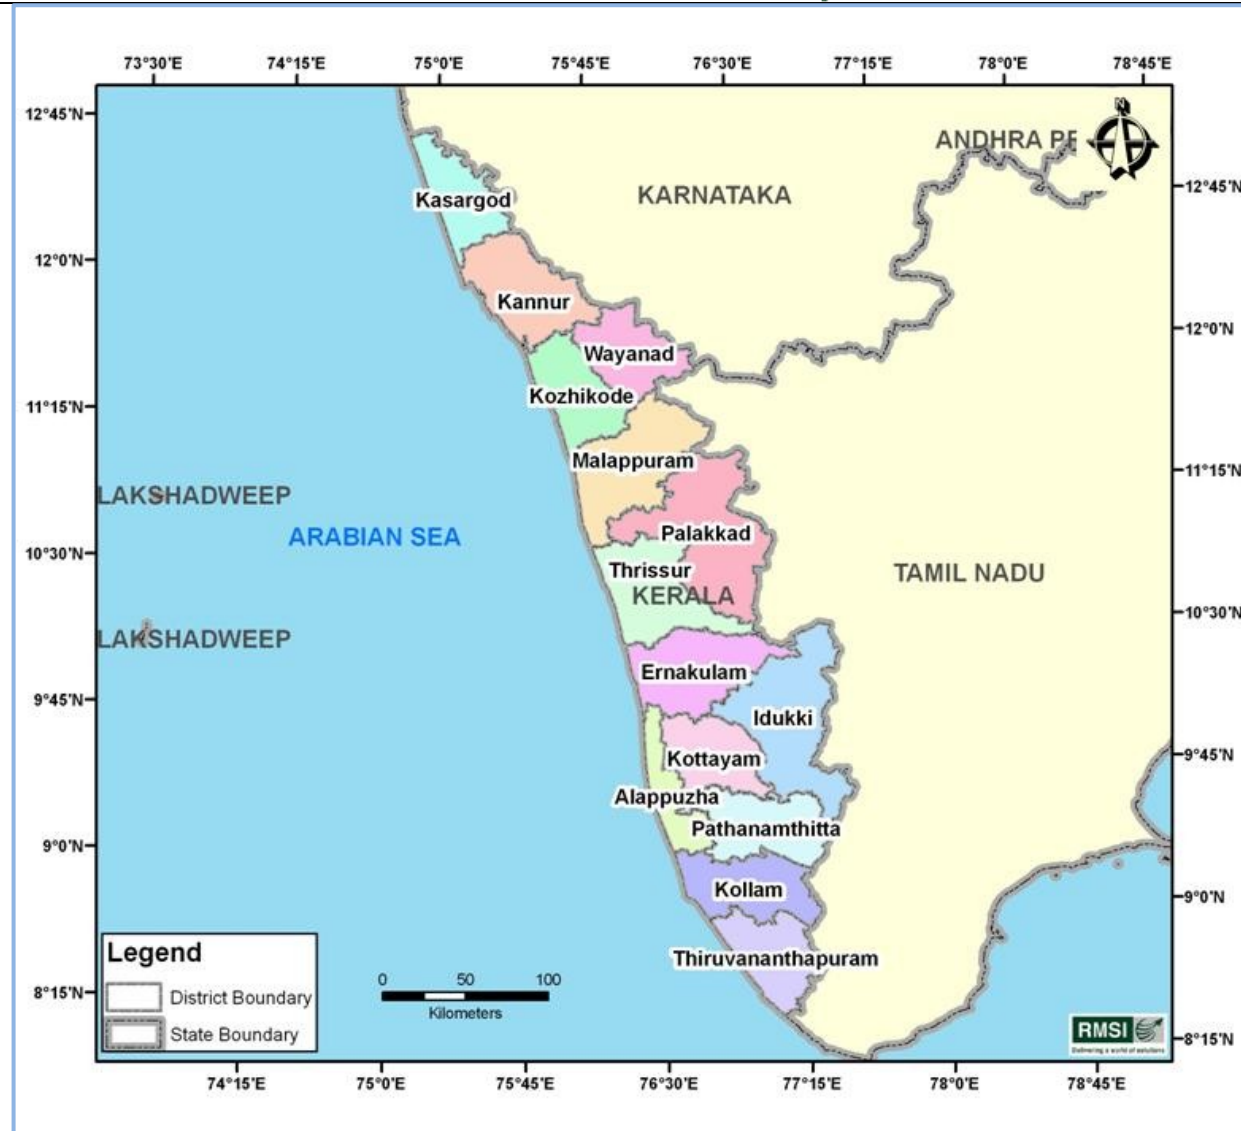 73°30'E 74°15'E 75°0'E 75°45'E 76°30'E 77°15'E 78°0'E 78°45'E
12°45'N
N
ANDHRA PR
KARNATAKA
12°45'N
Kasargod
12°0'N
Kannur
12°0'N
Wayanad
Kozhikode
11°15'N
Malappuram
11°15'N
LAKSHADWEEP
ARABIAN SEA
Palakkad
10°30'N
Thrissur
TAMIL NADU
KERALA
10°30'N
LAKSHADWEEP
Ernakulam
9°45'N
Idukki
9°45'N
Kottayam
Alappuzha
Pathanamthitta
9°0'N
Kollam
9°0'N
Legend
Thiruvananthapuram
District Boundary
State Boundary
0 50 100
Kilometers
8°15'N
RMSI
Delivering a world of solutions
8°15'N
74°15'E 75°0'E 75°45'E 76°30'E 77°15'E 78°0'E 78°45'E